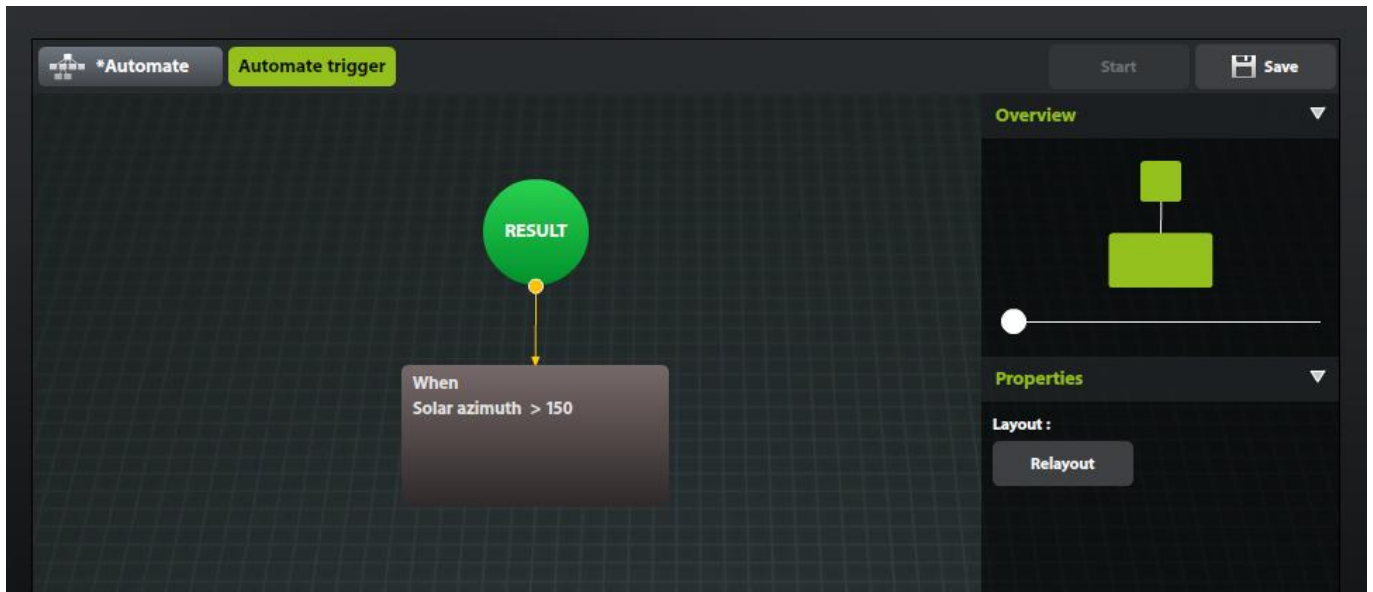 *Automate
Automate trigger
Start
Save
Overview
RESULT
When
Solar azimuth > 150
Properties
Layout :
Relayout